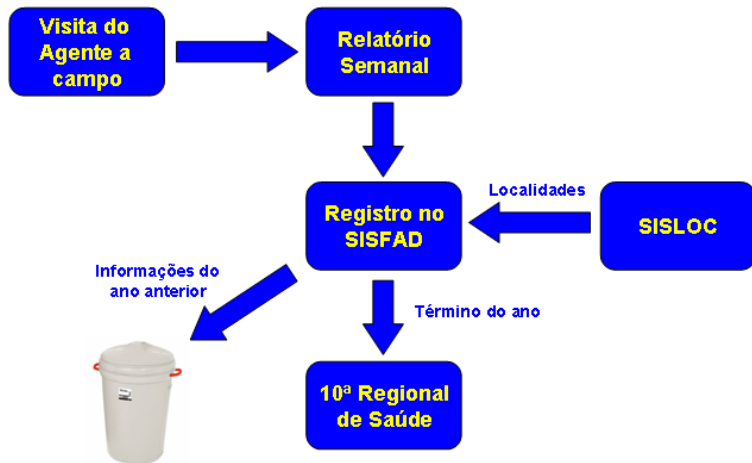 Visita do
Agente a
campo
Relatório
Semanal
Localidades
Registro no
SISFAD
SISLOC
Informações do
ano anterior
Término do ano
10ª Regional
de Saúde